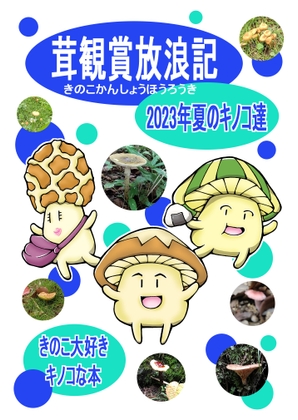 茸観賞放浪記
きのこかんしょうほうろうき
2023年夏のキノコ達
きのこ大好き
キノコな本